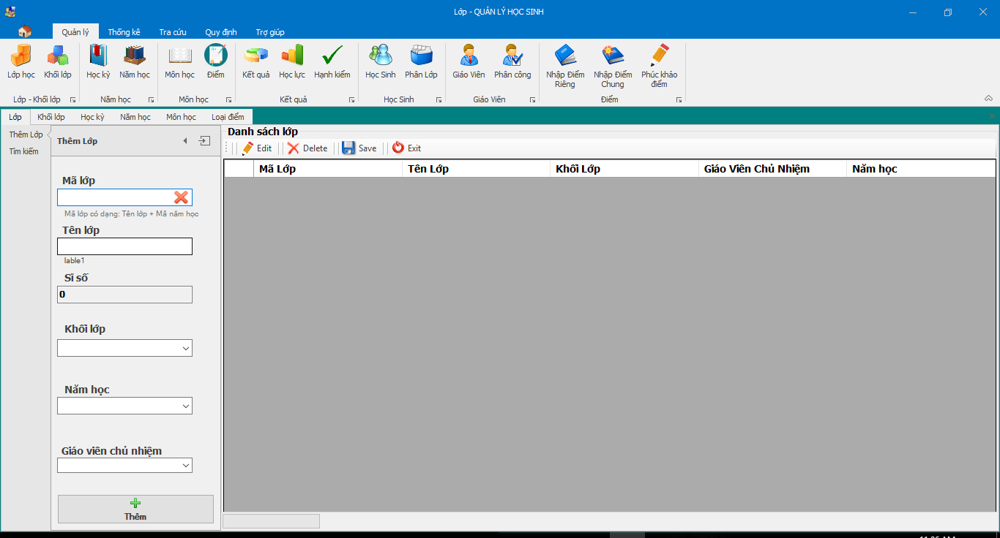 Lớp - QUẢN LÝ HỌC SINH
Quản lý Thống kê Tra cứu Quy định Trợ giúp
Lớp học Khối lớp Học kỳ Năm học Môn học Điểm Kết quả Học lực Hạnh kiểm Học Sinh Phân Lớp Giáo Viên Phân công Nhập Điểm Riêng Nhập Điểm Chung Phúc khảo điểm
Lớp - Khối lớp Năm học Môn học Kết quả Học Sinh Giáo Viên Điểm
Lớp Khối lớp Học kỳ Năm học Môn học Loại điểm
Thêm Lớp
Tìm kiếm
Thêm Lớp
Mã lớp
Mã lớp có dạng: Tên lớp + Mã năm học
Tên lớp
lable1
Sĩ số
0
Khối lớp
Năm học
Giáo viên chủ nhiệm
Thêm
Danh sách lớp
Edit Delete Save Exit
Mã Lớp Tên Lớp Khối Lớp Giáo Viên Chủ Nhiệm Năm học